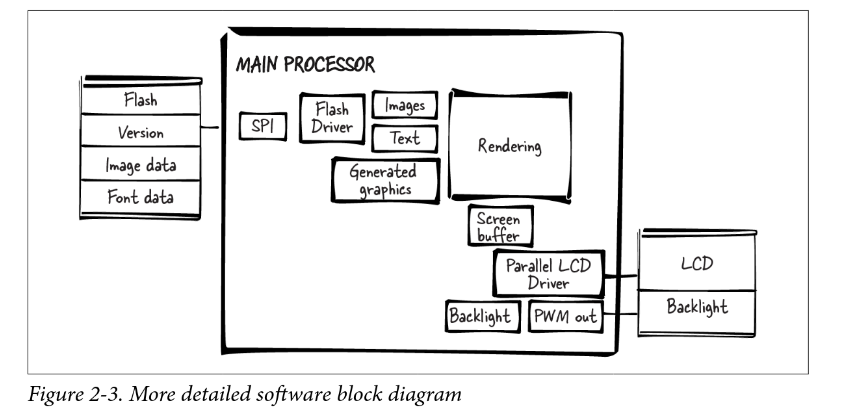 MAIN PROCESSOR
Flash
Version
Image data
Font data
SPI
Flash
Driver
Images
Text
Generated
graphics
Rendering
Screen
buffer
Parallel LCD
Driver
Backlight
PWM out
LCD
Backlight
Figure 2-3. More detailed software block diagram